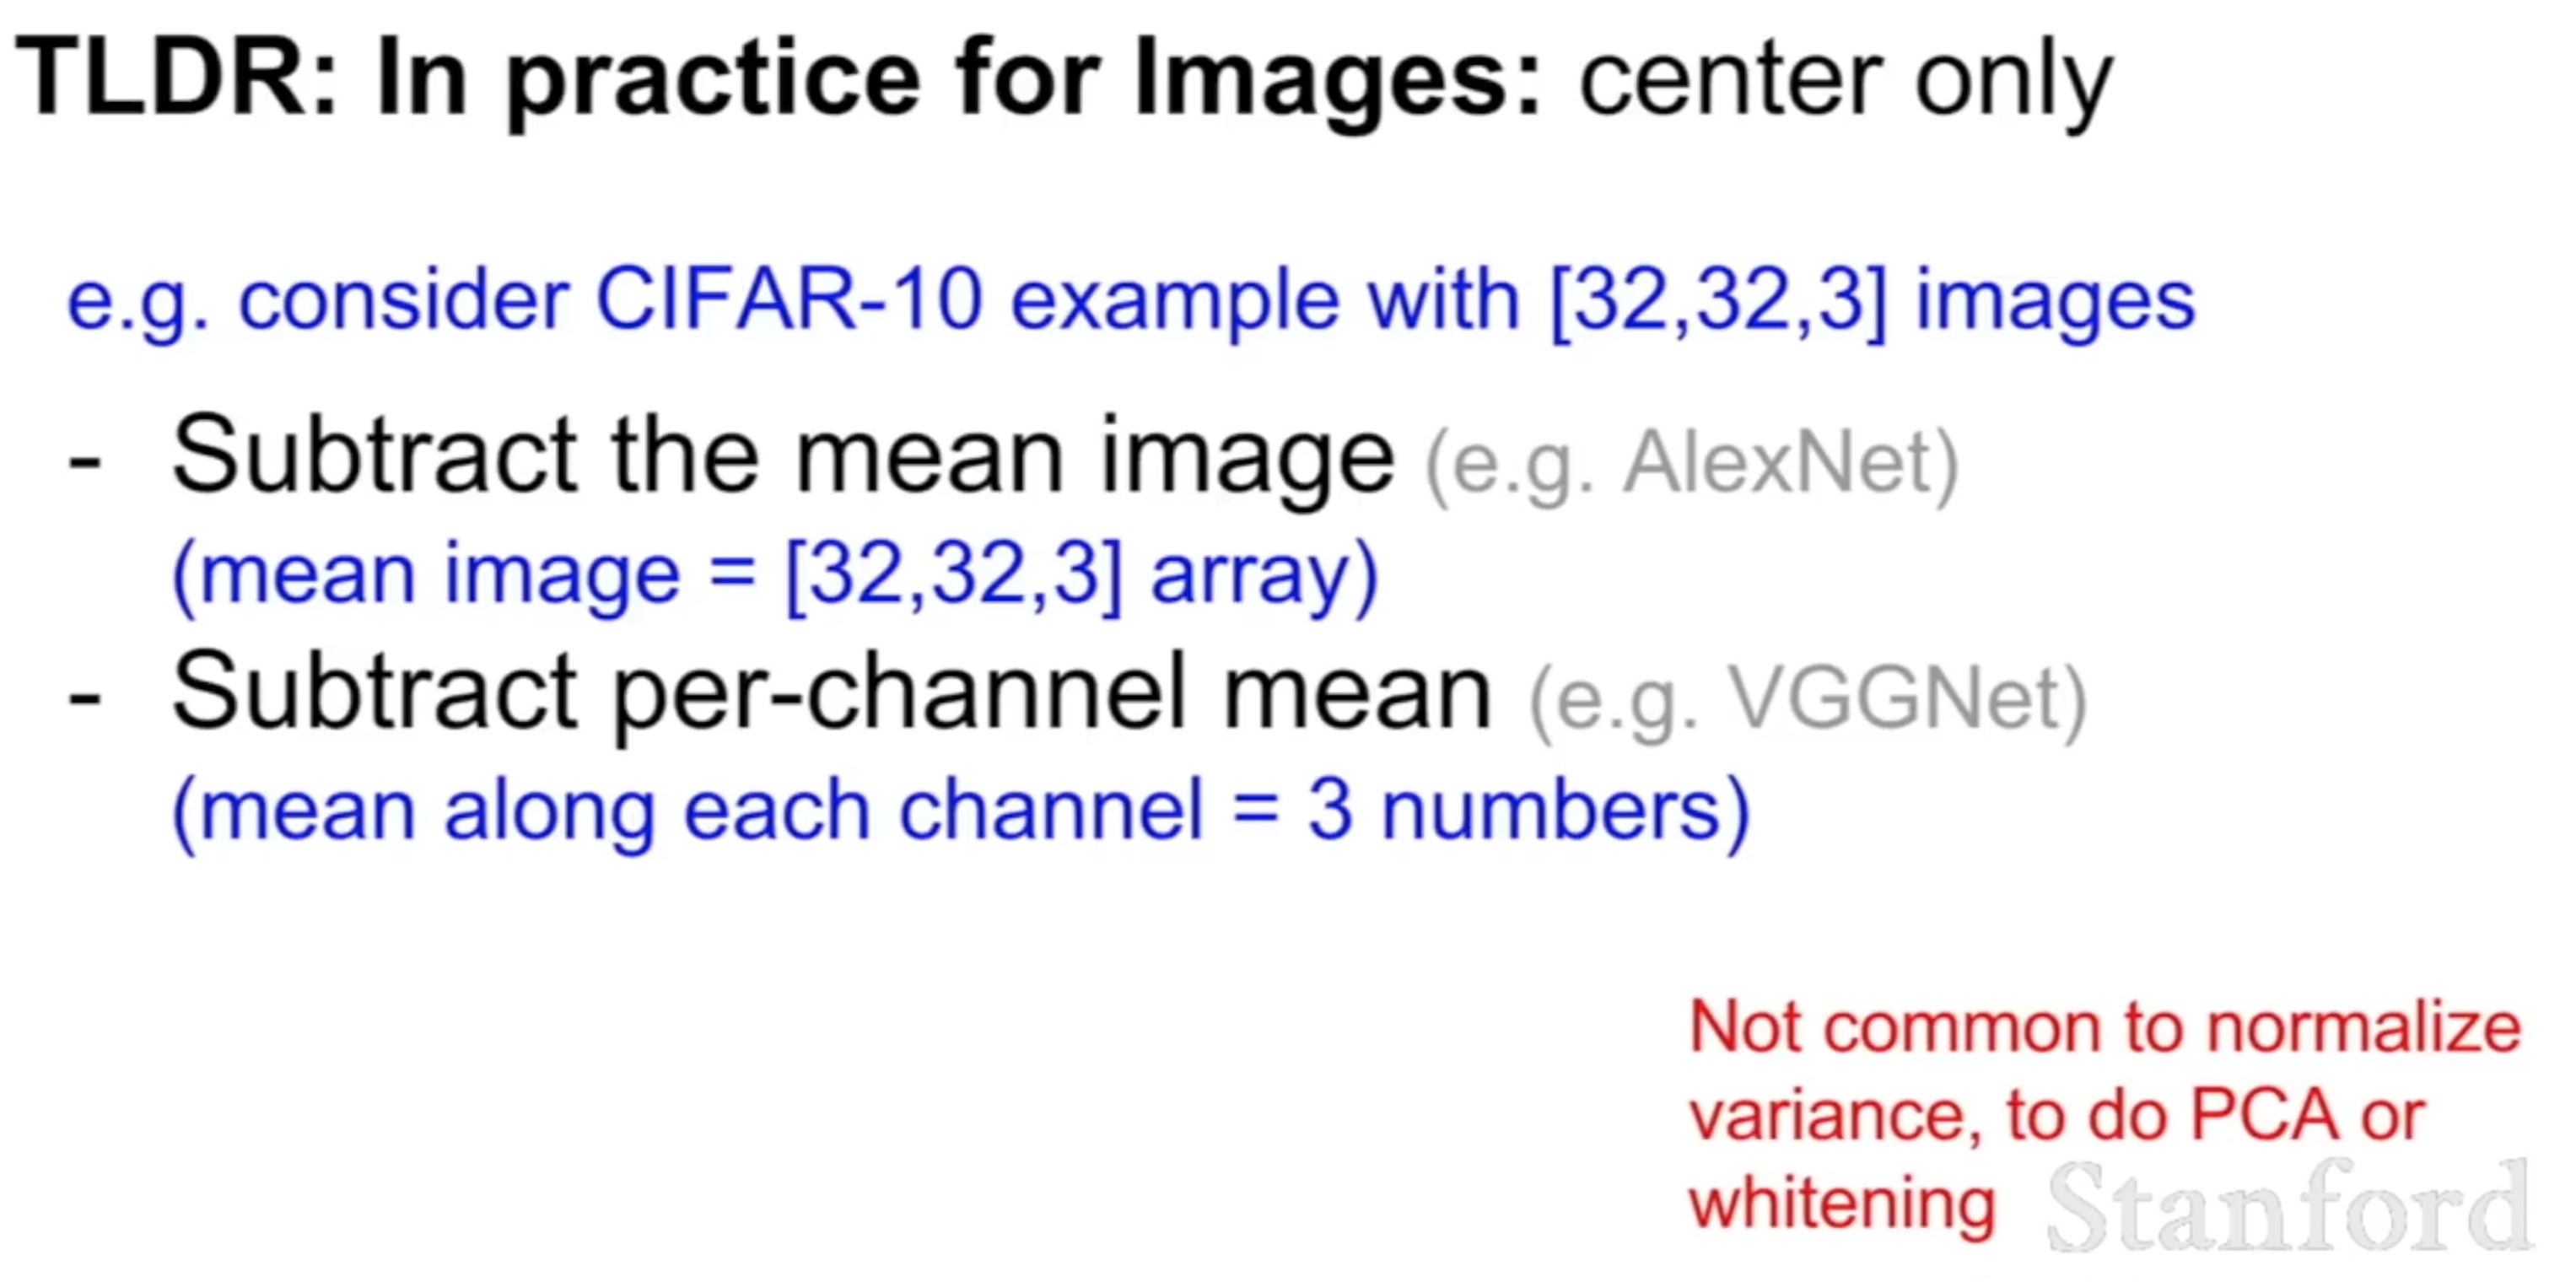 TLDR: In practice for Images: center only
e.g. consider CIFAR-10 example with [32,32,3] images
- Subtract the mean image (e.g. AlexNet)
(mean image = [32,32,3] array)
- Subtract per-channel mean (e.g. VGGNet)
(mean along each channel = 3 numbers)
Not common to normalize
variance, to do PCA or
whitening
Stanford